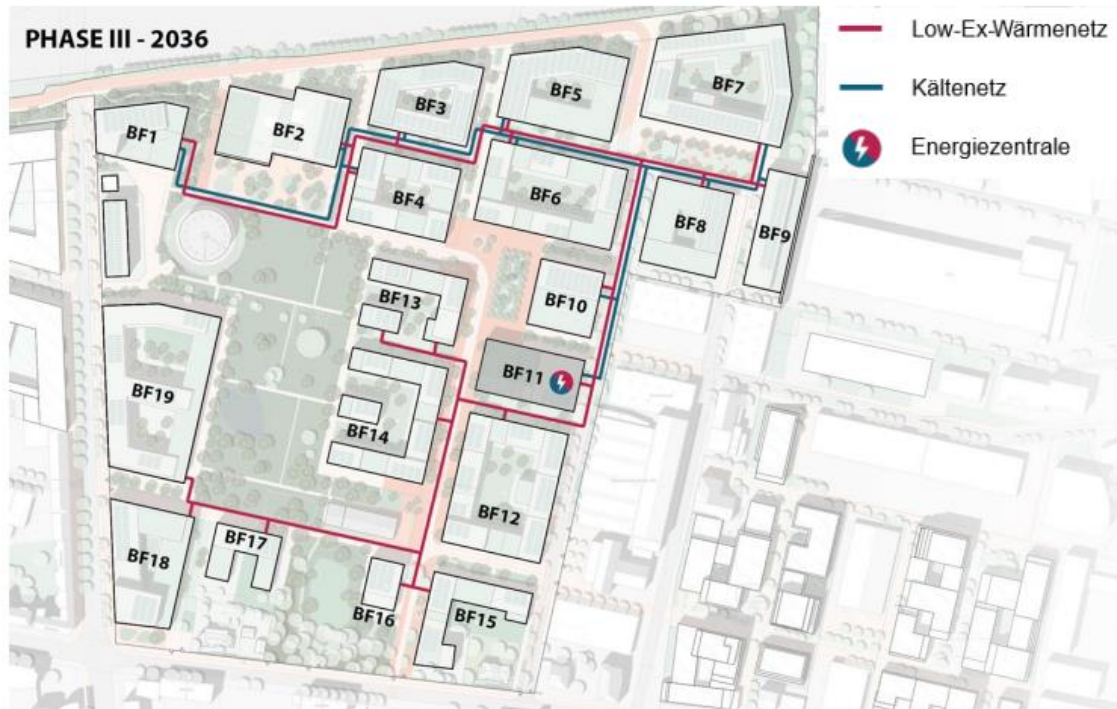 PHASE III - 2036
Low-Ex-Wärmenetz
Kältenetz
Energiezentrale
BF1
BF2
BF3
BF5
BF7
BF4
BF6
BF8
BF9
BF10
BF13
BF11
BF19
BF14
BF12
BF18
BF17
BF16
BF15